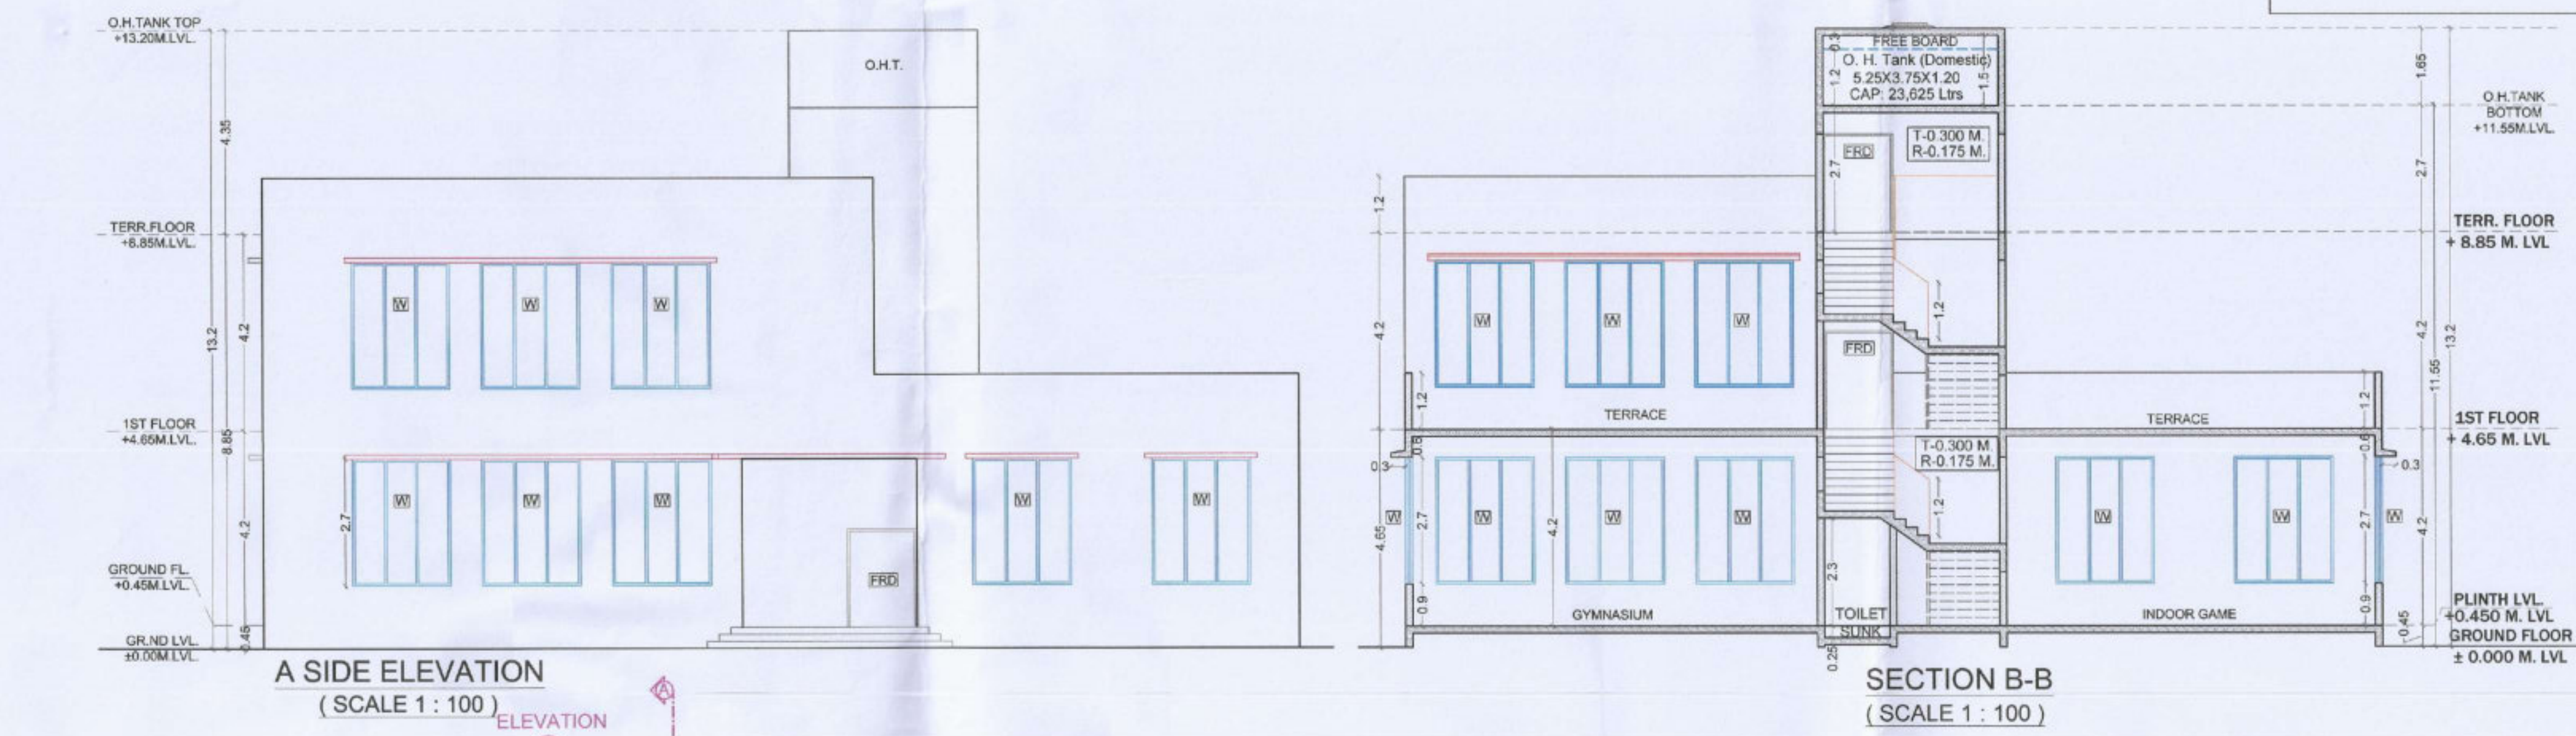 O.H.TANK TOP
+13.20M.LVL.
O.H.T.
4.35
13.2
TERR.FLOOR
+8.85M.LVL.
W
W
W
4.2
1ST FLOOR
+4.65M.LVL.
8.85
W
W
W
W
W
2.7
4.2
GROUND FL.
+0.45M.LVL.
FRD
0.45
GR.ND LVL.
±0.00M.LVL.
A SIDE ELEVATION
( SCALE 1 : 100 )
ELEVATION
A
0.3
FREE BOARD
O. H. Tank (Domestic)
5.25X3.75X1.20
CAP: 23,625 Ltrs
1.2
1.5
1.65
O.H.TANK
BOTTOM
+11.55M.LVL.
T-0.300 M.
R-0.175 M.
FRD
2.7
2.7
1.2
TERR. FLOOR
+ 8.85 M. LVL
W
W
W
1.2
4.2
4.2
13.2
FRD
11.55
1.2
TERRACE
TERRACE
1.2
1ST FLOOR
+ 4.65 M. LVL
0.6
T-0.300 M.
R-0.175 M.
0.6
0.3
0.3
W
W
W
W
W
W
W
4.65
2.7
4.2
1.2
2.7
4.2
2.3
0.9
GYMNASIUM
TOILET
INDOOR GAME
0.9
SUNK
0.25
0.45
PLINTH LVL.
+0.450 M. LVL
GROUND FLOOR
± 0.000 M. LVL
SECTION B-B
( SCALE 1 : 100 )